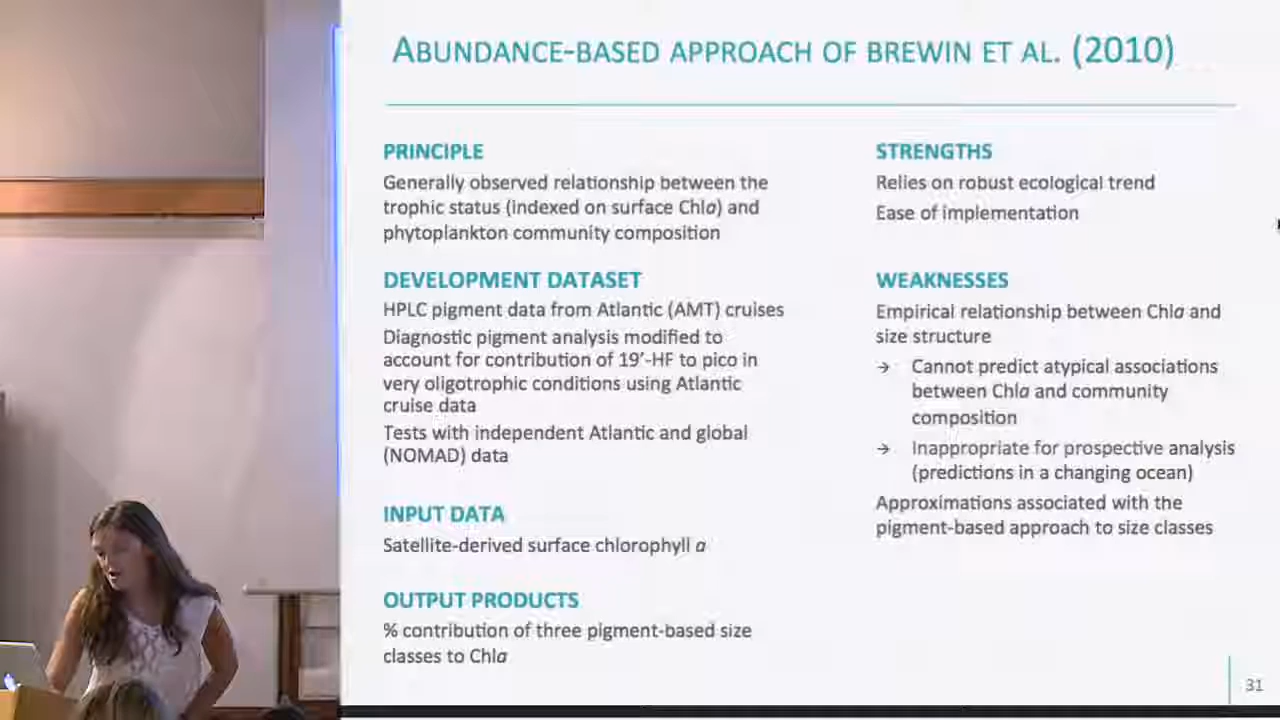 ABUNDANCE-BASED APPROACH OF BREWIN ET AL. (2010)
PRINCIPLE
Generally observed relationship between the
trophic status (indexed on surface Chla) and
phytoplankton community composition
DEVELOPMENT DATASET
HPLC pigment data from Atlantic (AMT) cruises
Diagnostic pigment analysis modified to
account for contribution of 19'-HF to pico in
very oligotrophic conditions using Atlantic
cruise data
Tests with independent Atlantic and global
(NOMAD) data
INPUT DATA
Satellite-derived surface chlorophyll a
OUTPUT PRODUCTS
% contribution of three pigment-based size
classes to Chla
STRENGTHS
Relies on robust ecological trend
Ease of implementation
WEAKNESSES
Empirical relationship between Chla and
size structure
→ Cannot predict atypical associations
between Chla and community
composition
→ Inappropriate for prospective analysis
(predictions in a changing ocean)
Approximations associated with the
pigment-based approach to size classes
31